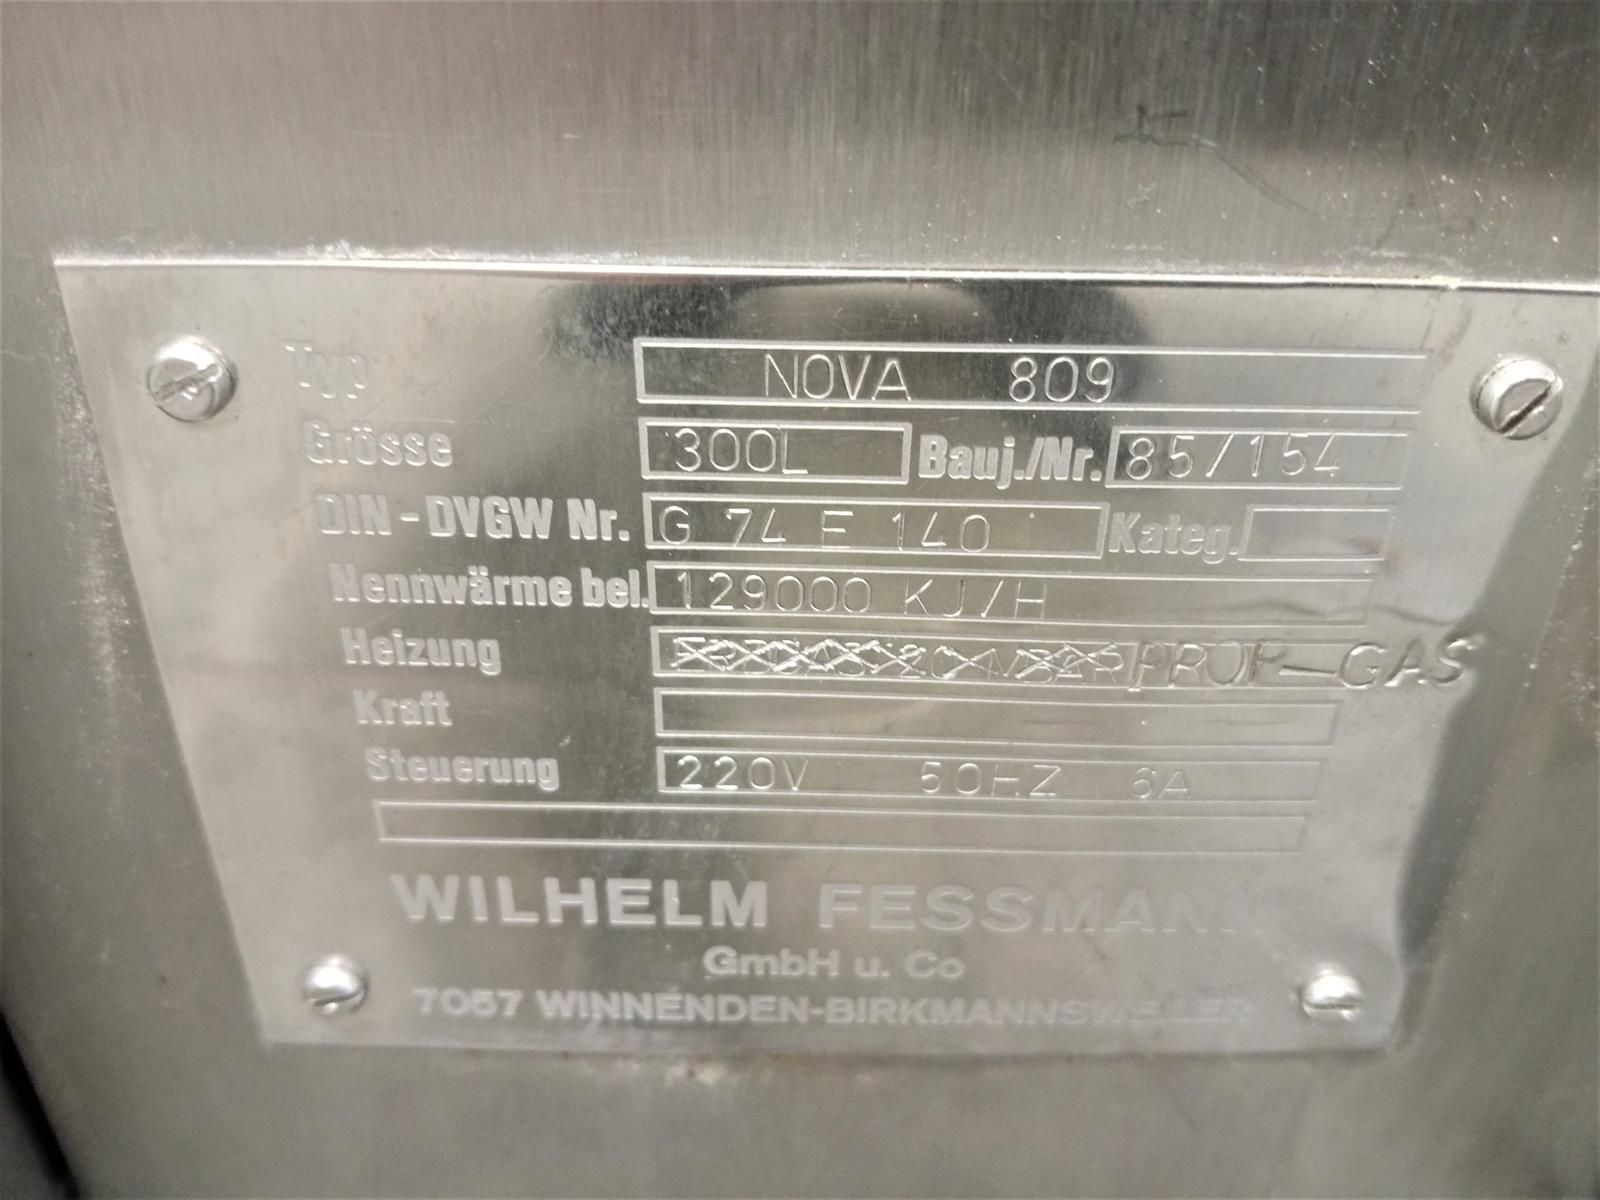 Typ NOVA 809
Grösse 300L Bauj./Nr. 85/154
DIN-DVGW Nr. G 74 E 140 Kateg.
Nennwärme bel. 129000 KJ/H
Heizung PROP-GAS
Kraft
Steuerung 220V 50HZ 6A
WILHELM FESSMANN
GmbH u. Co
7057 WINNENDEN-BIRKMANNSWEILER